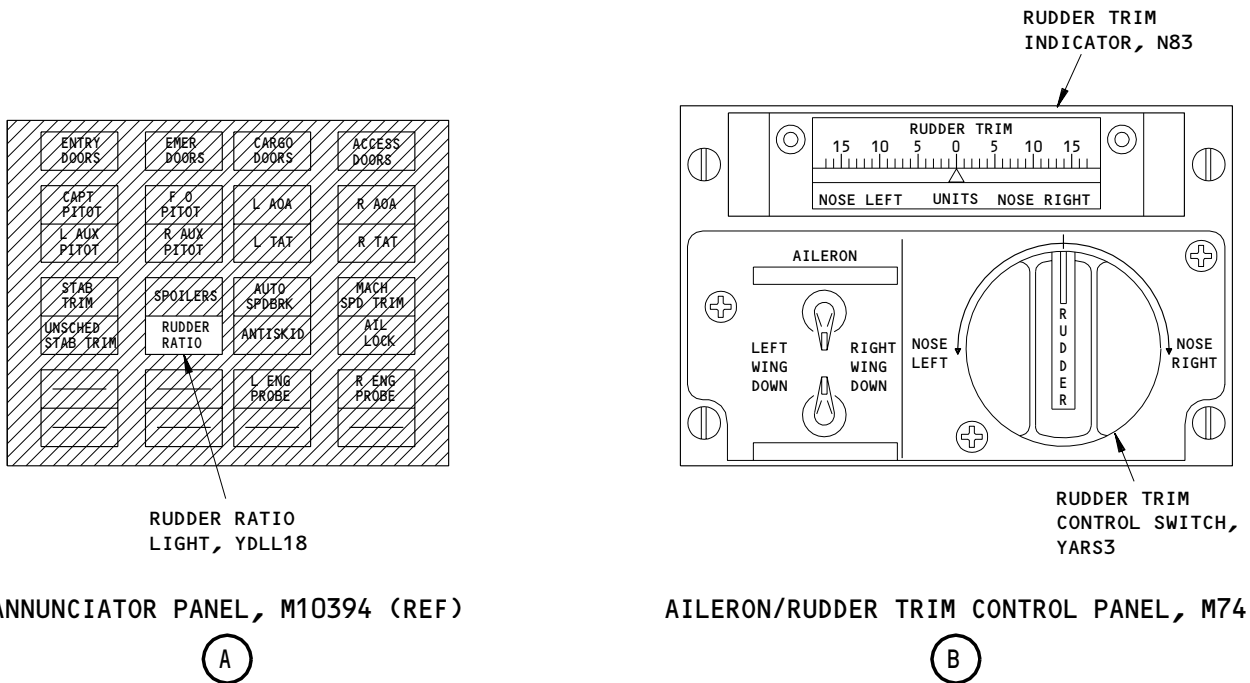 RUDDER TRIM
INDICATOR, N83
ENTRY
DOORS
EMER
DOORS
CARGO
DOORS
ACCESS
DOORS
CAPT
PITOT
F O
PITOT
L AOA
R AOA
L AUX
PITOT
R AUX
PITOT
L TAT
R TAT
STAB
TRIM
SPOILERS
AUTO
SPDBRK
MACH
SPD TRIM
UNSCHED
STAB TRIM
RUDDER
RATIO
ANTISKID
AIL
LOCK
L ENG
PROBE
R ENG
PROBE
RUDDER RATIO
LIGHT, YDLL18
ANNUNCIATOR PANEL, M10394 (REF)
A
RUDDER TRIM
15 10 5 0 5 10 15
NOSE LEFT UNITS NOSE RIGHT
AILERON
LEFT
WING
DOWN
RIGHT
WING
DOWN
NOSE
LEFT
RUDDER
NOSE
RIGHT
RUDDER TRIM
CONTROL SWITCH,
YARS3
AILERON/RUDDER TRIM CONTROL PANEL, M74
B